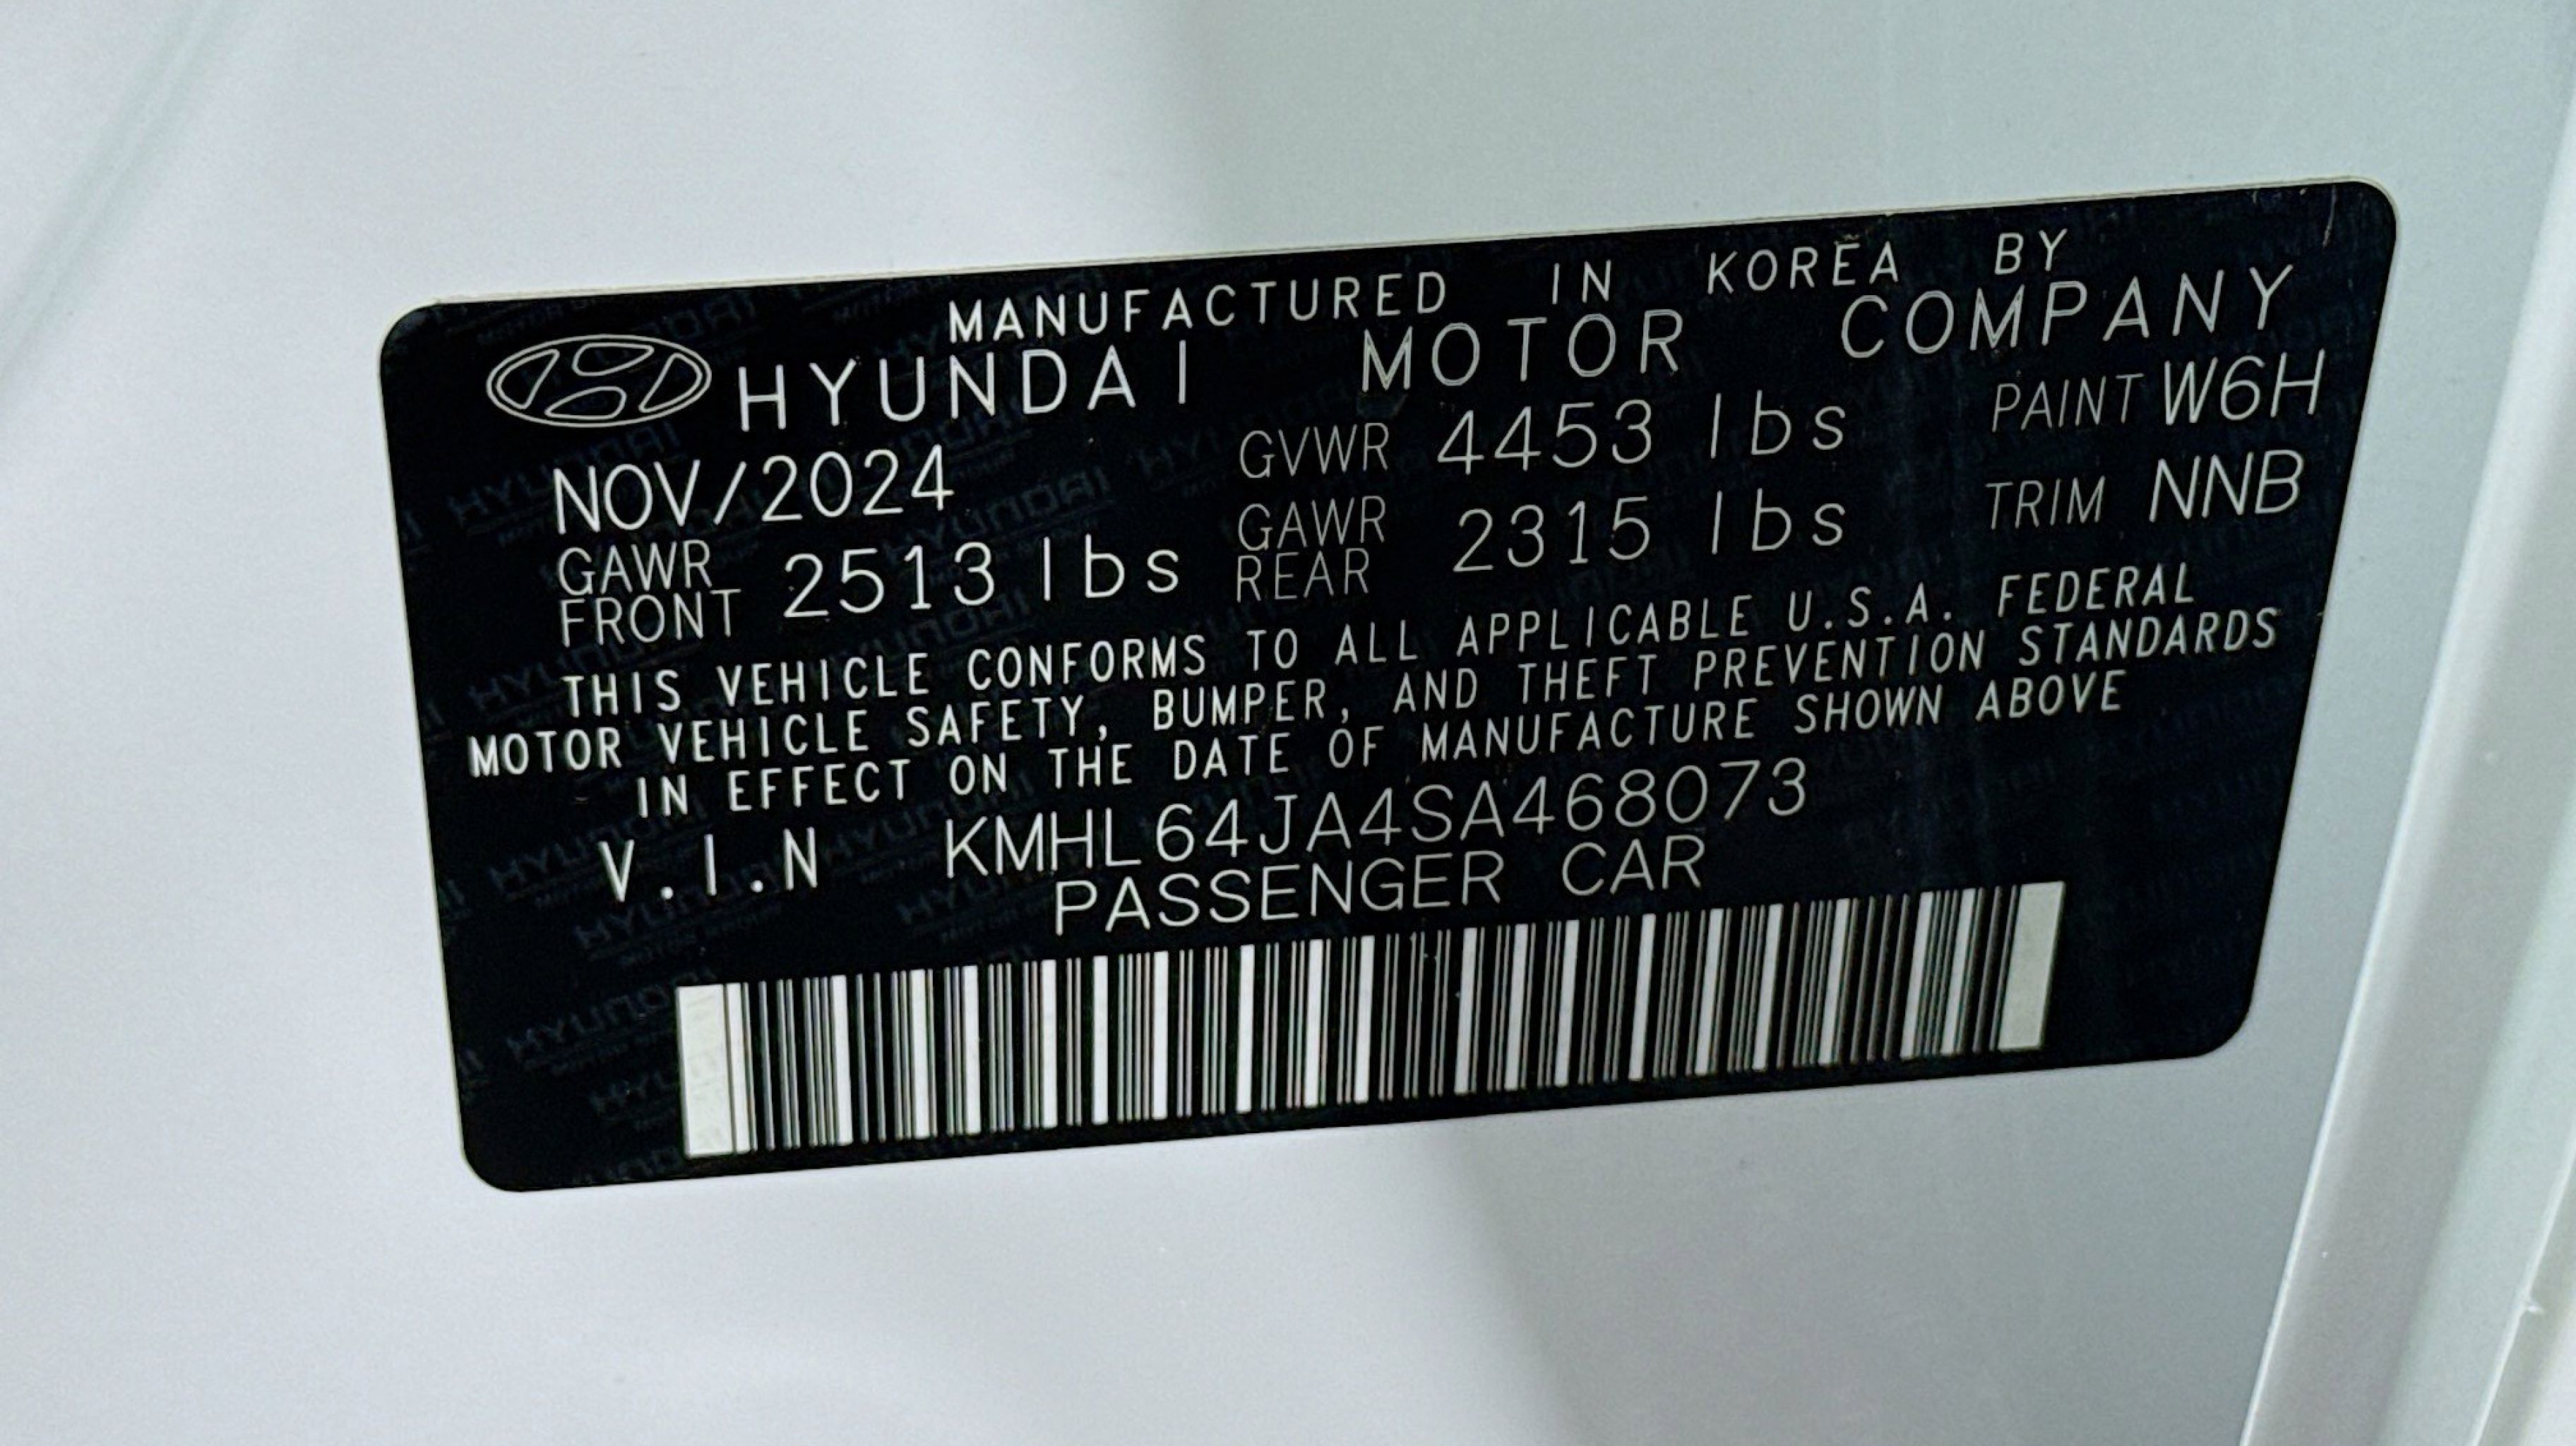 MANUFACTURED IN KOREA BY
HYUNDAI MOTOR COMPANY
NOV/2024 GVWR 4453 lbs PAINT W6H
GAWR FRONT 2513 lbs GAWR REAR 2315 lbs TRIM NNB
THIS VEHICLE CONFORMS TO ALL APPLICABLE U.S.A. FEDERAL
MOTOR VEHICLE SAFETY, BUMPER, AND THEFT PREVENTION STANDARDS
IN EFFECT ON THE DATE OF MANUFACTURE SHOWN ABOVE
V.I.N KMHL64JA4SA468073
PASSENGER CAR